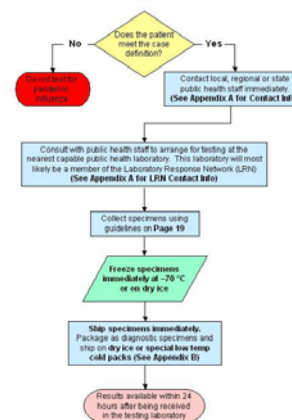 Does the patient
meet the case
definition?
No
Yes
Do not test for
pandemic
influenza
Contact local, regional or state
public health staff immediately.
(See Appendix A for Contact Info)
Consult with public health staff to arrange for testing at the
nearest capable public health laboratory. This laboratory will most
likely be a member of the Laboratory Response Network (LRN)
(See Appendix A for LRN Contact Info)
Collect specimens using
guidelines on Page 19
Freeze specimens
immediately at –70 °C
or on dry ice
Ship specimens immediately.
Package as diagnostic specimens and
ship on dry ice or special low temp
cold packs (See Appendix B)
Results available within 24
hours after being received
in the testing laboratory